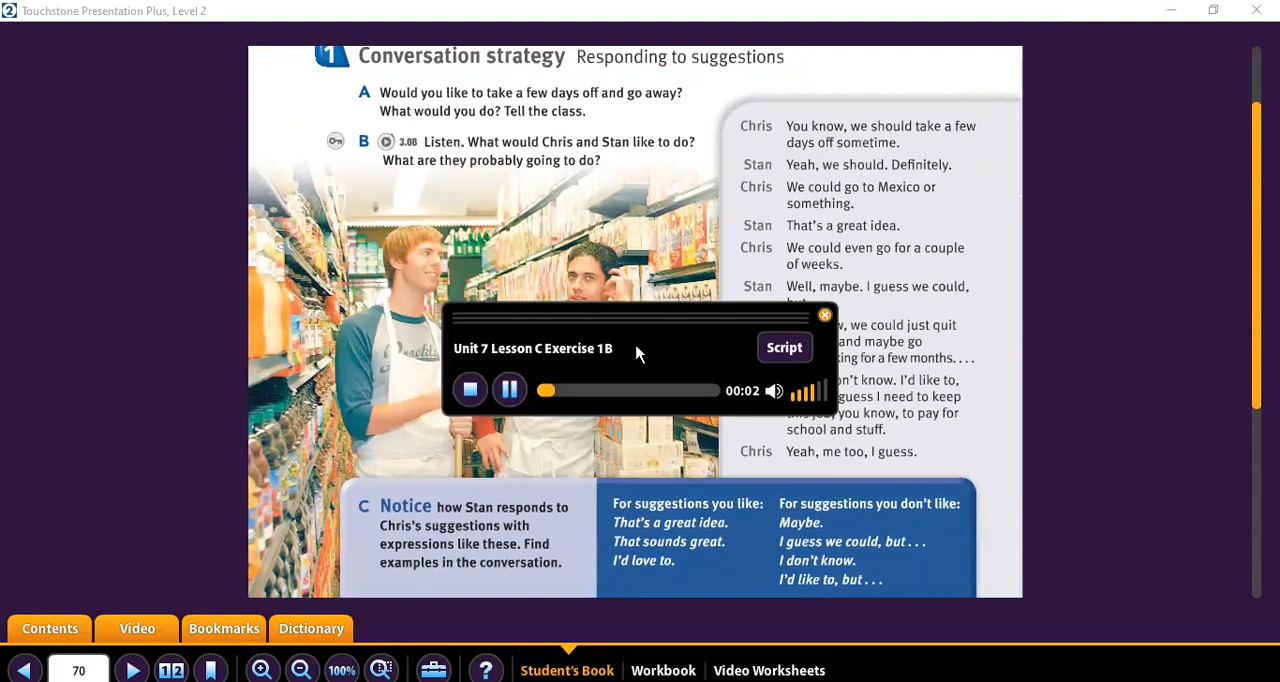 Touchstone Presentation Plus, Level 2
1 Conversation strategy Responding to suggestions
A Would you like to take a few days off and go away?
What would you do? Tell the class.
B 3.08 Listen. What would Chris and Stan like to do?
What are they probably going to do?
Chris You know, we should take a few
days off sometime.
Stan Yeah, we should. Definitely.
Chris We could go to Mexico or
something.
Stan That's a great idea.
Chris We could even go for a couple
of weeks.
Stan Well, maybe. I guess we could,
we could just quit
and maybe go
for a few months. . . .
don't know. I'd like to,
guess I need to keep
this job, you know, to pay for
school and stuff.
Chris Yeah, me too, I guess.
Unit 7 Lesson C Exercise 1B
Script
00:02
C Notice how Stan responds to
Chris's suggestions with
expressions like these. Find
examples in the conversation.
For suggestions you like:
That's a great idea.
That sounds great.
I'd love to.
For suggestions you don't like:
Maybe.
I guess we could, but . . .
I don't know.
I'd like to, but . . .
Contents Video Bookmarks Dictionary
70 12 100% ? Student's Book Workbook Video Worksheets